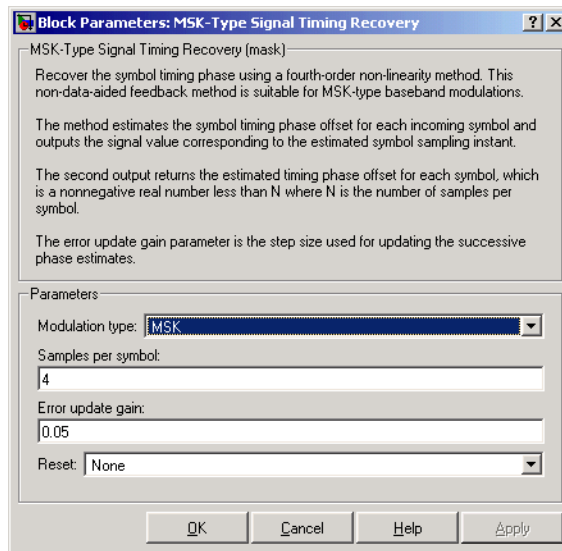 Block Parameters: MSK-Type Signal Timing Recovery
MSK-Type Signal Timing Recovery (mask)
Recover the symbol timing phase using a fourth-order non-linearity method. This
non-data-aided feedback method is suitable for MSK-type baseband modulations.
The method estimates the symbol timing phase offset for each incoming symbol and
outputs the signal value corresponding to the estimated symbol sampling instant.
The second output returns the estimated timing phase offset for each symbol, which
is a nonnegative real number less than N where N is the number of samples per
symbol.
The error update gain parameter is the step size used for updating the successive
phase estimates.
Parameters
Modulation type: MSK
Samples per symbol:
4
Error update gain:
0.05
Reset: None
OK Cancel Help Apply